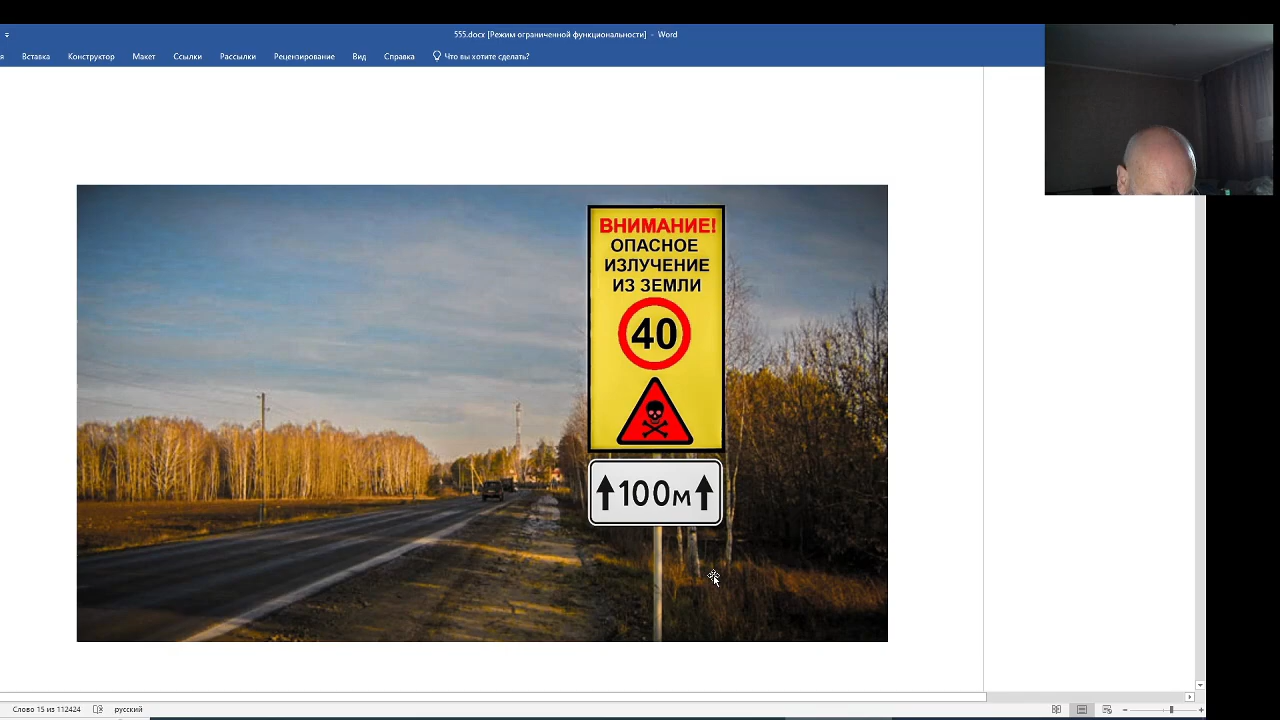 555.docx [Режим ограниченной функциональности] - Word
я Вставка Конструктор Макет Ссылки Рассылки Рецензирование Вид Справка Что вы хотите сделать?
ВНИМАНИЕ!
ОПАСНОЕ
ИЗЛУЧЕНИЕ
ИЗ ЗЕМЛИ
40
100м
Слово 15 из 112424 русский